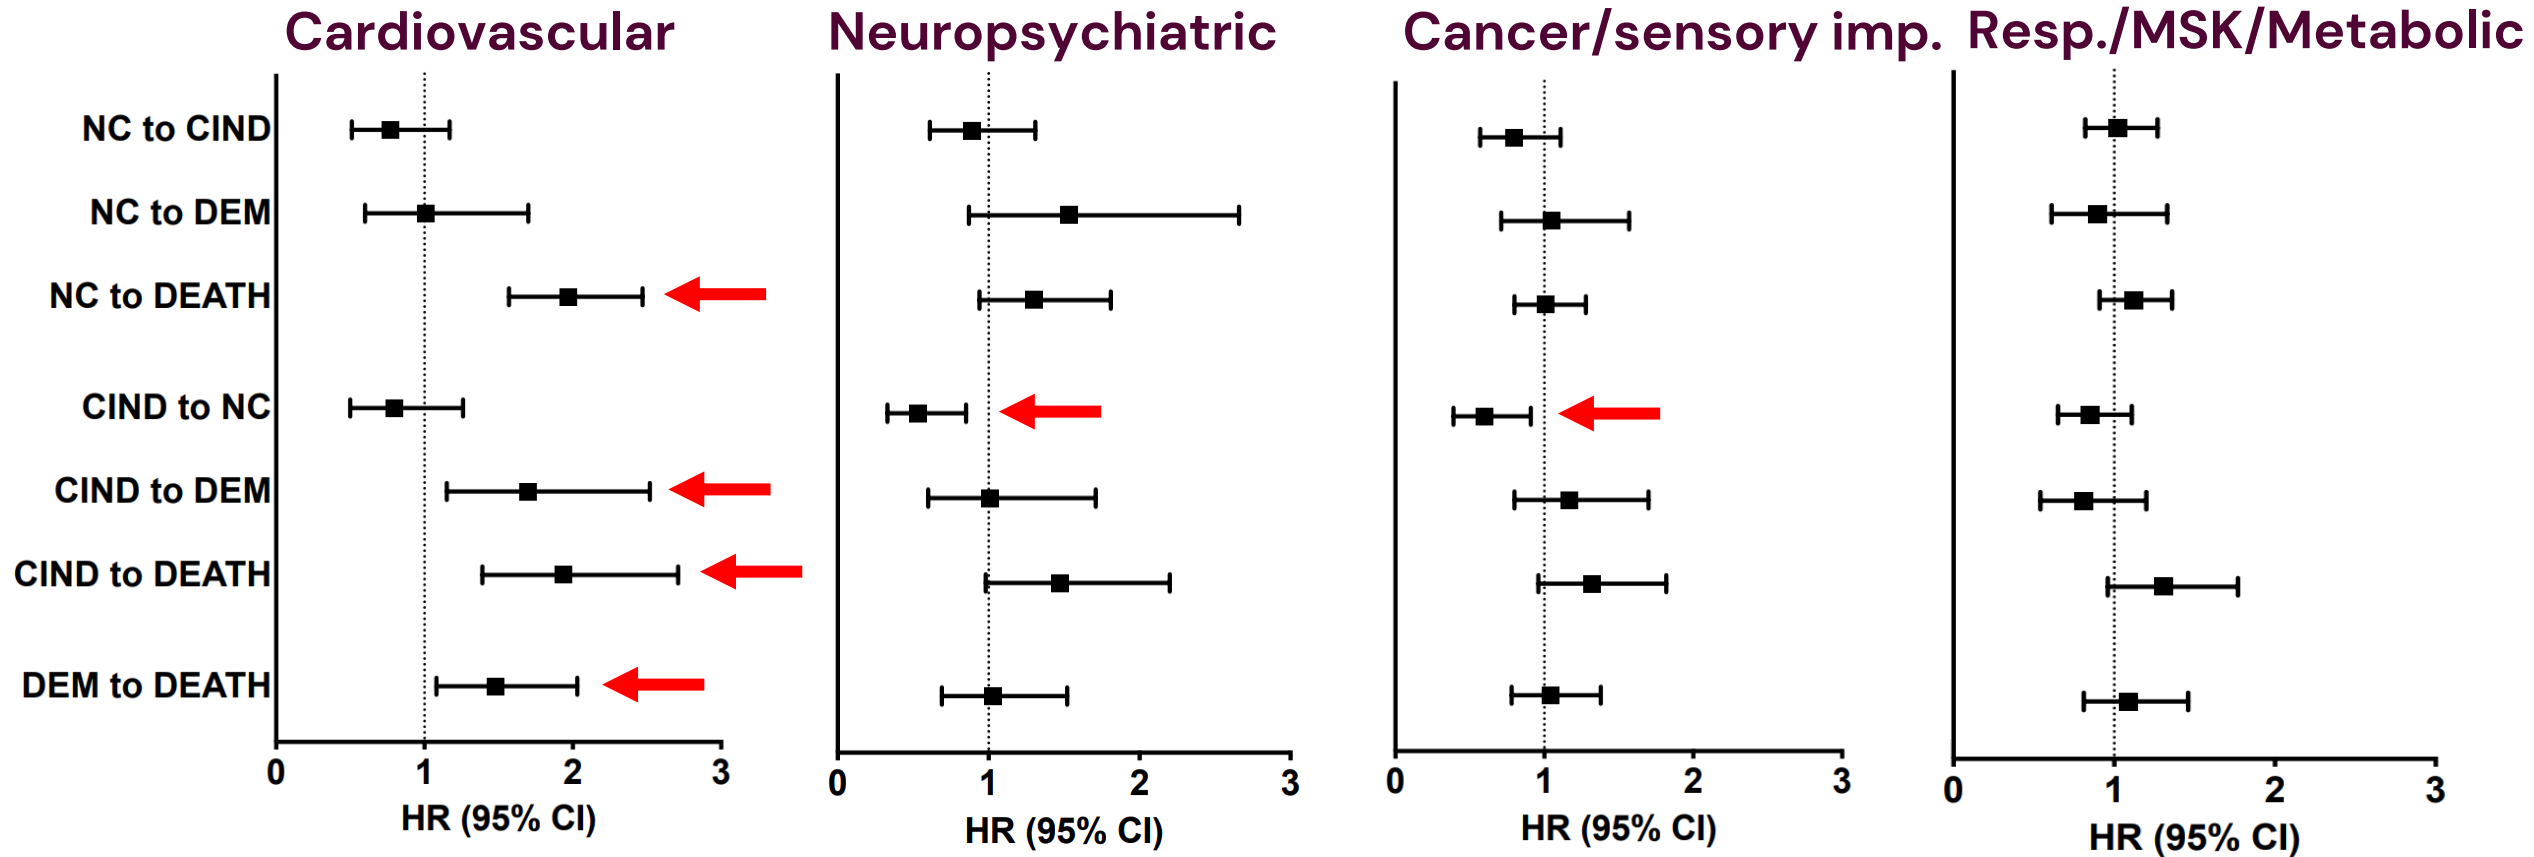 Cardiovascular
Neuropsychiatric
Cancer/sensory imp.
Resp./MSK/Metabolic
NC to CIND
NC to DEM
NC to DEATH
CIND to NC
CIND to DEM
CIND to DEATH
DEM to DEATH
0 1 2 3
HR (95% CI)
0 1 2 3
HR (95% CI)
0 1 2 3
HR (95% CI)
0 1 2 3
HR (95% CI)